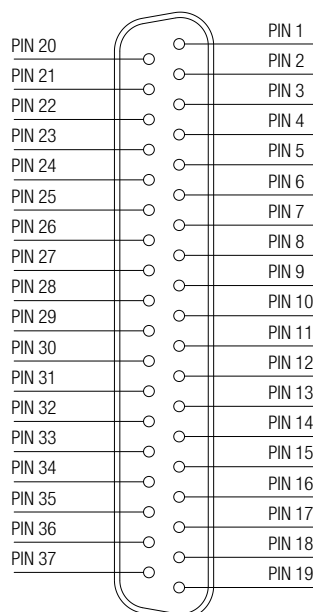 PIN 1
PIN 20
PIN 2
PIN 21
PIN 3
PIN 22
PIN 4
PIN 23
PIN 5
PIN 24
PIN 6
PIN 25
PIN 7
PIN 26
PIN 8
PIN 27
PIN 9
PIN 28
PIN 10
PIN 29
PIN 11
PIN 30
PIN 12
PIN 31
PIN 13
PIN 32
PIN 14
PIN 33
PIN 15
PIN 34
PIN 16
PIN 35
PIN 17
PIN 36
PIN 18
PIN 37
PIN 19